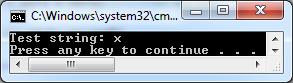 C:\Windows\system32\cm...
Test string: x
Press any key to continue . . .